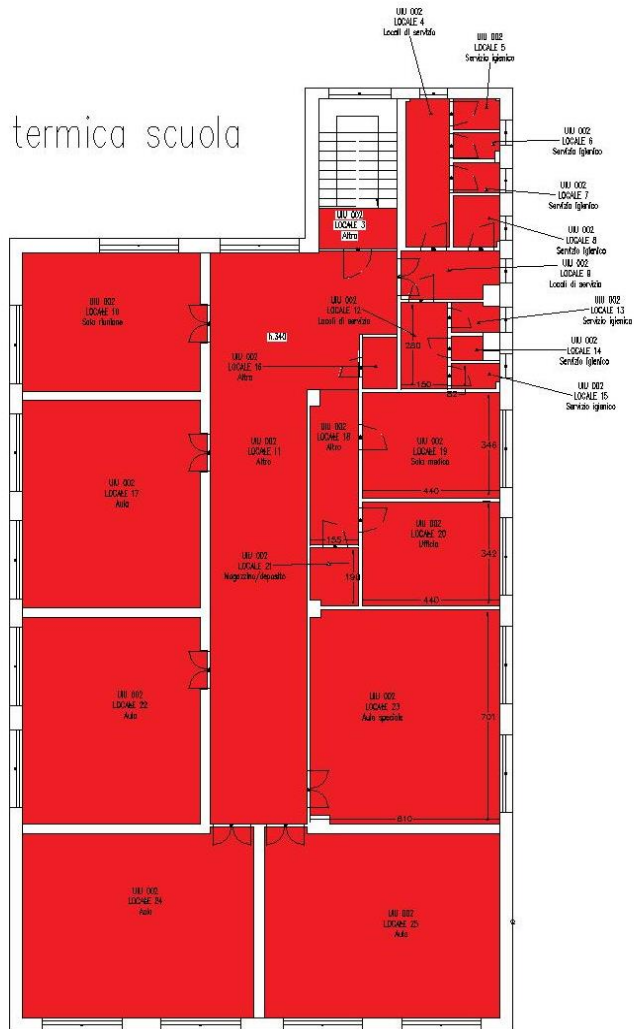 UIU 002
LOCALE 4
Locali di servizio
UIU 002
LOCALE 5
Servizio igienico
termica scuola
UIU 002
LOCALE 6
Servizio igienico
UIU 002
LOCALE 7
Servizio igienico
UIU 002
LOCALE 3
Altro
UIU 002
LOCALE 8
Servizio igienico
UIU 002
LOCALE 9
Locali di servizio
UIU 002
LOCALE 10
Sala riunione
UIU 002
LOCALE 12
Locali di servizio
UIU 002
LOCALE 13
Servizio igienico
h.340
280
UIU 002
LOCALE 14
Servizio igienico
UIU 002
LOCALE 16
Altro
160
82
UIU 002
LOCALE 15
Servizio igienico
UIU 002
LOCALE 17
Aula
UIU 002
LOCALE 11
Altro
UIU 002
LOCALE 18
Altro
UIU 002
LOCALE 19
Sala medica
346
440
UIU 002
LOCALE 20
Ufficio
342
155
UIU 002
LOCALE 21
Magazzino/deposito
190
440
UIU 002
LOCALE 22
Aula
UIU 002
LOCALE 23
Aula speciale
701
610
UIU 002
LOCALE 24
Aula
UIU 002
LOCALE 25
Aula